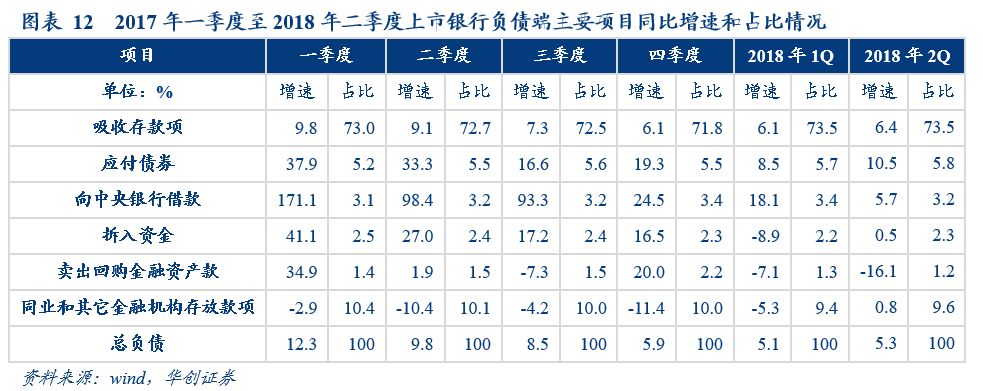 图表 12 2017 年一季度至 2018 年二季度上市银行负债端主要项目同比增速和占比情况
项目 一季度 二季度 三季度 四季度 2018 年 1Q 2018 年 2Q
单位：% 增速 占比 增速 占比 增速 占比 增速 占比 增速 占比 增速 占比
吸收存款项 9.8 73.0 9.1 72.7 7.3 72.5 6.1 71.8 6.1 73.5 6.4 73.5
应付债券 37.9 5.2 33.3 5.5 16.6 5.6 19.3 5.5 8.5 5.7 10.5 5.8
向中央银行借款 171.1 3.1 98.4 3.2 93.3 3.2 24.5 3.4 18.1 3.4 5.7 3.2
拆入资金 41.1 2.5 27.0 2.4 17.2 2.4 16.5 2.3 -8.9 2.2 0.5 2.3
卖出回购金融资产款 34.9 1.4 1.9 1.5 -7.3 1.5 20.0 2.2 -7.1 1.3 -16.1 1.2
同业和其它金融机构存放款项 -2.9 10.4 -10.4 10.1 -4.2 10.0 -11.4 10.0 -5.3 9.4 0.8 9.6
总负债 12.3 100 9.8 100 8.5 100 5.9 100 5.1 100 5.3 100
资料来源：wind，华创证券